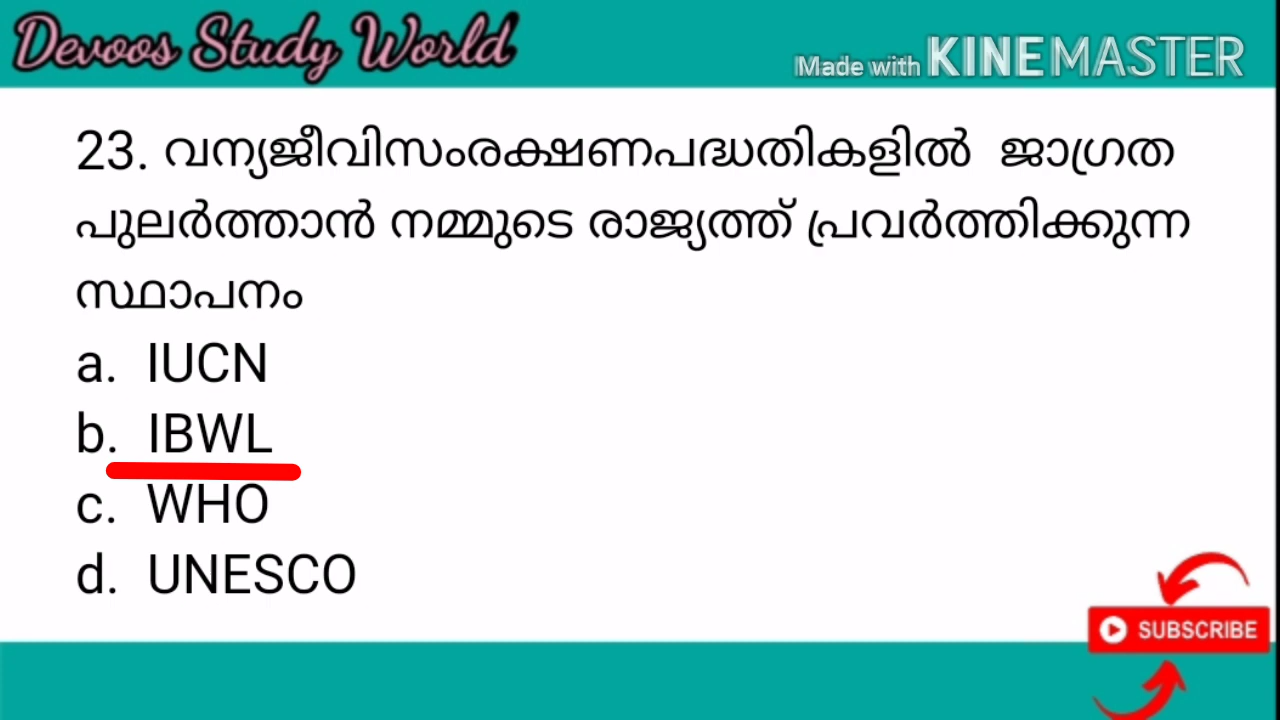 Devoos Study World
Made with KINEMASTER
23. വന്യജീവിസംരക്ഷണപദ്ധതികളിൽ ജാഗ്രത
പുലർത്താൻ നമ്മുടെ രാജ്യത്ത് പ്രവർത്തിക്കുന്ന
സ്ഥാപനം
a. IUCN
b. IBWL
c. WHO
d. UNESCO
SUBSCRIBE